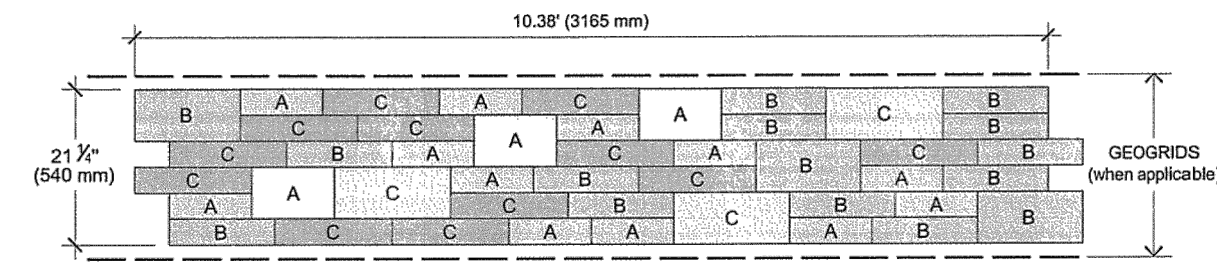 10.38' (3165 mm)
A C A C B B
B A C
C C A B B
A
21 ¼"
(540 mm)
C B A C A C B
GEOGRIDS
(when applicable)
B
C A B C A B
A C
A C B B A
C B
B C C A A A B